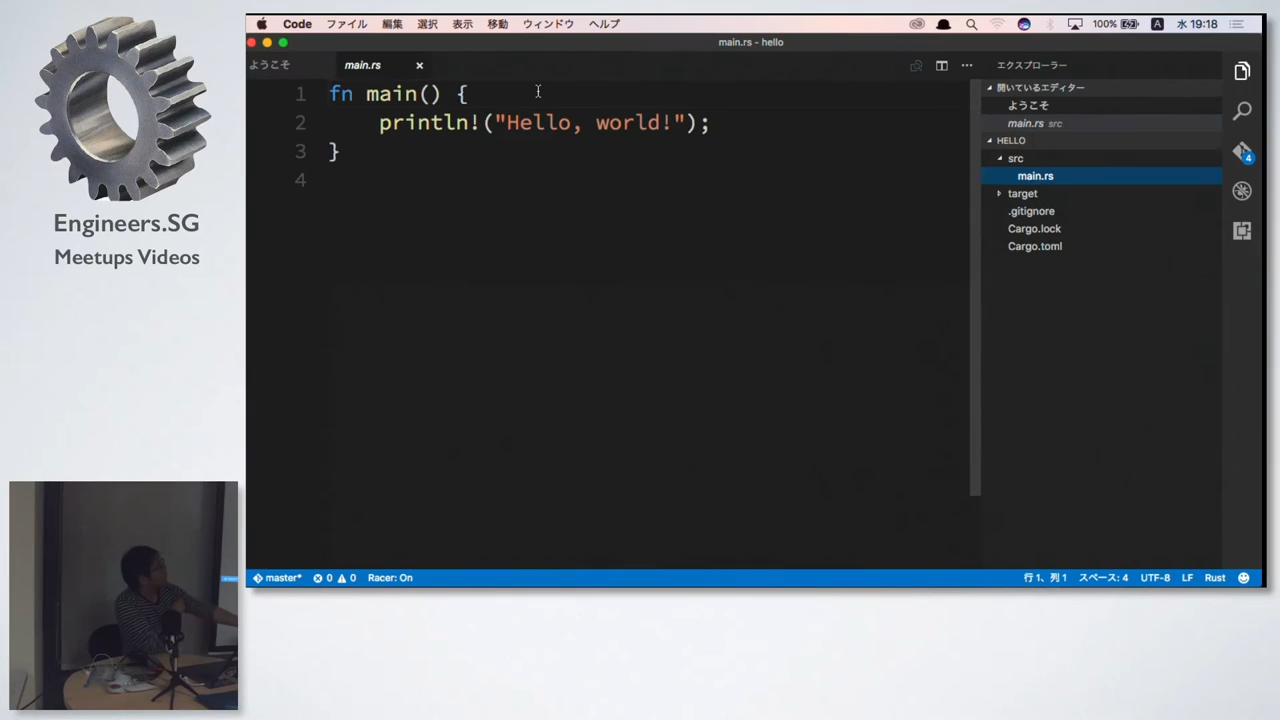 Code ファイル 編集 選択 表示 移動 ウィンドウ ヘルプ 100% A 水 19:18
main.rs - hello
ようこそ main.rs
1 fn main() {
2 println!("Hello, world!");
3 }
4
エクスプローラー
開いているエディター
ようこそ
main.rs src
HELLO
src
main.rs
target
.gitignore
Cargo.lock
Cargo.toml
4
master* 0 0 Racer: On 行 1、列 1 スペース: 4 UTF-8 LF Rust
Engineers.SG
Meetups Videos